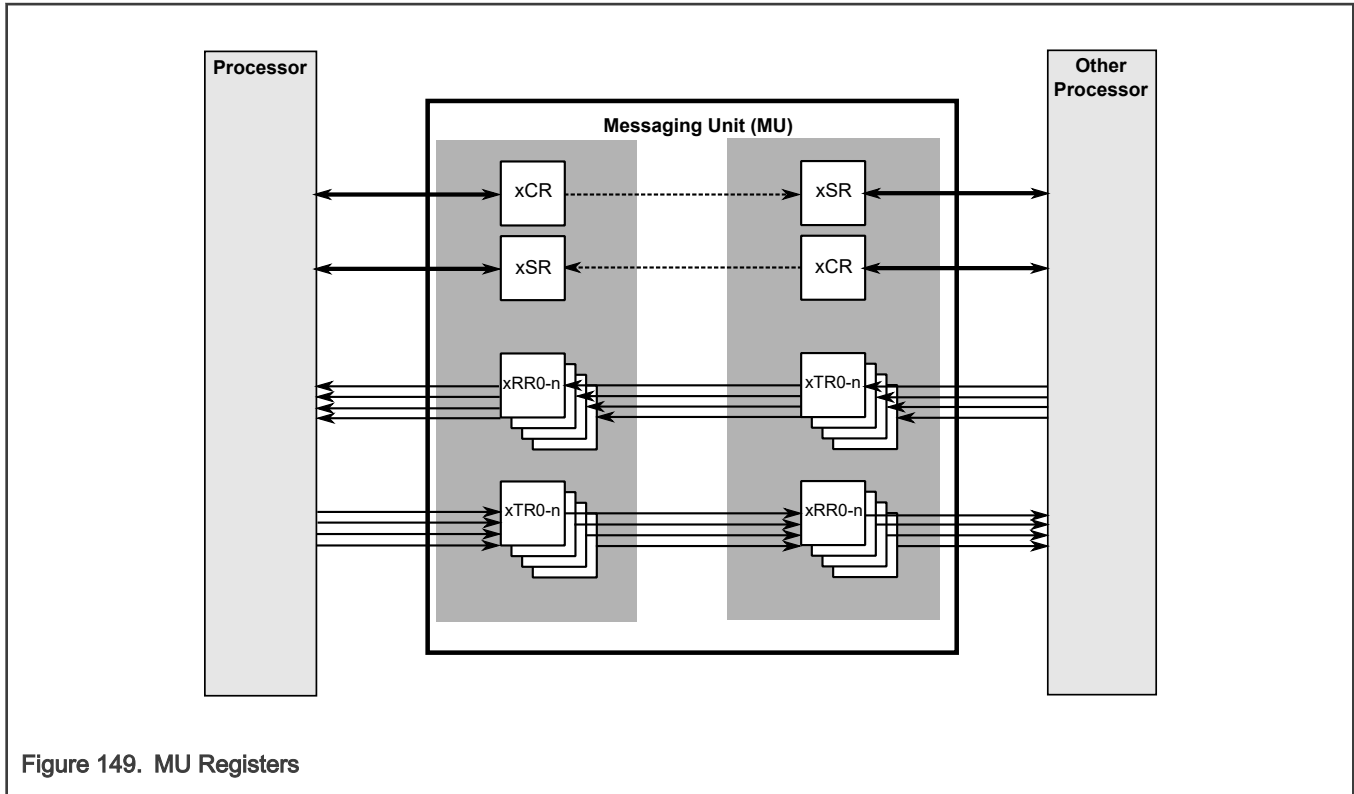 Processor
Other
Processor
Messaging Unit (MU)
xCR
xSR
xSR
xCR
xRR0-n
xTR0-n
xTR0-n
xRR0-n
Figure 149. MU Registers